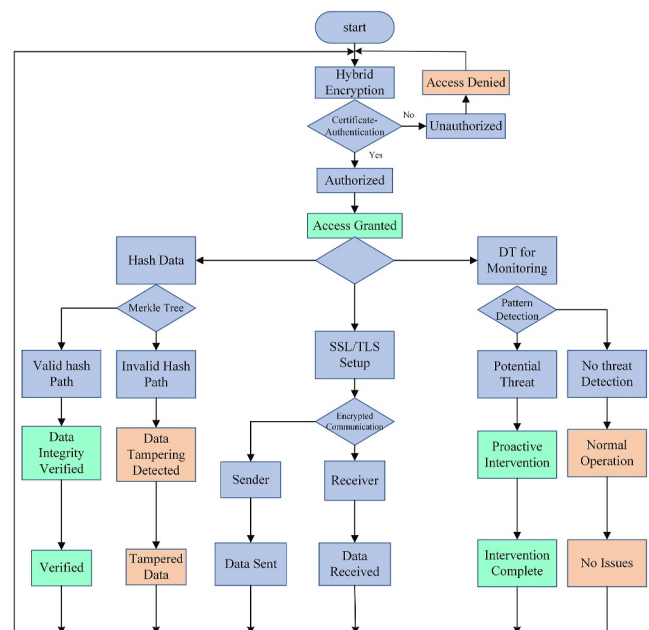 start
Hybrid
Encryption
Access Denied
Certificate-
Authentication
No
Unauthorized
Yes
Authorized
Access Granted
Hash Data
DT for
Monitoring
Merkle Tree
Pattern
Detection
SSL/TLS
Setup
Valid hash
Path
Invalid Hash
Path
Potential
Threat
No threat
Detection
Encrypted
Communication
Data
Integrity
Verified
Data
Tampering
Detected
Sender
Receiver
Proactive
Intervention
Normal
Operation
Verified
Tampered
Data
Data Sent
Data
Received
Intervention
Complete
No Issues